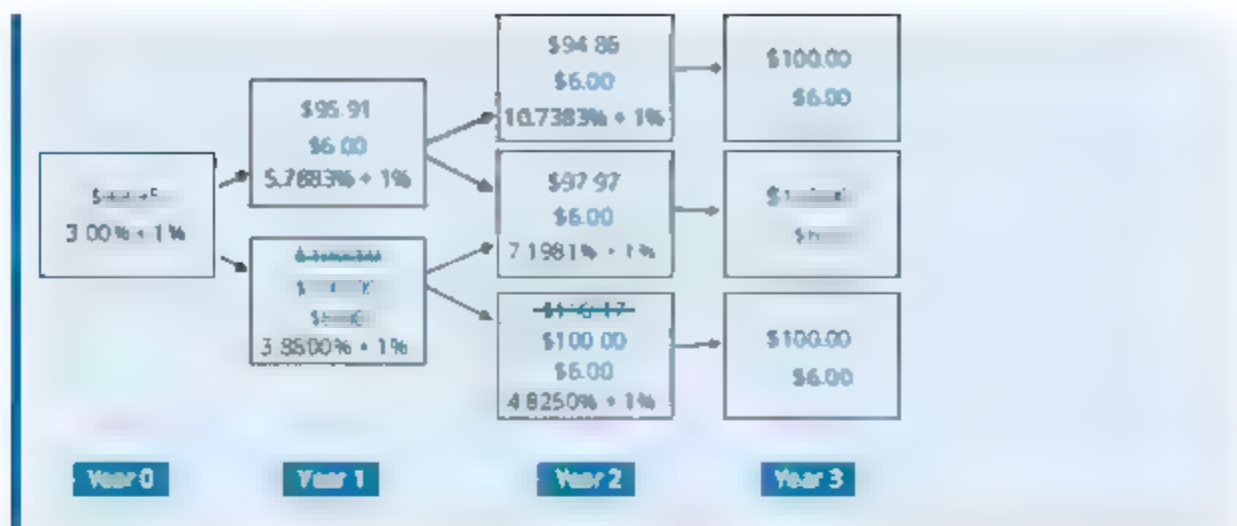 3.00% + 1%
$95.91
$6.00
5.7883% + 1%
3.8800% + 1%
$94.86
$6.00
10.7383% + 1%
$97.97
$6.00
7.1981% + 1%
$100.00
$6.00
4.8250% + 1%
$100.00
$6.00
$100.00
$6.00
Year 0
Year 1
Year 2
Year 3